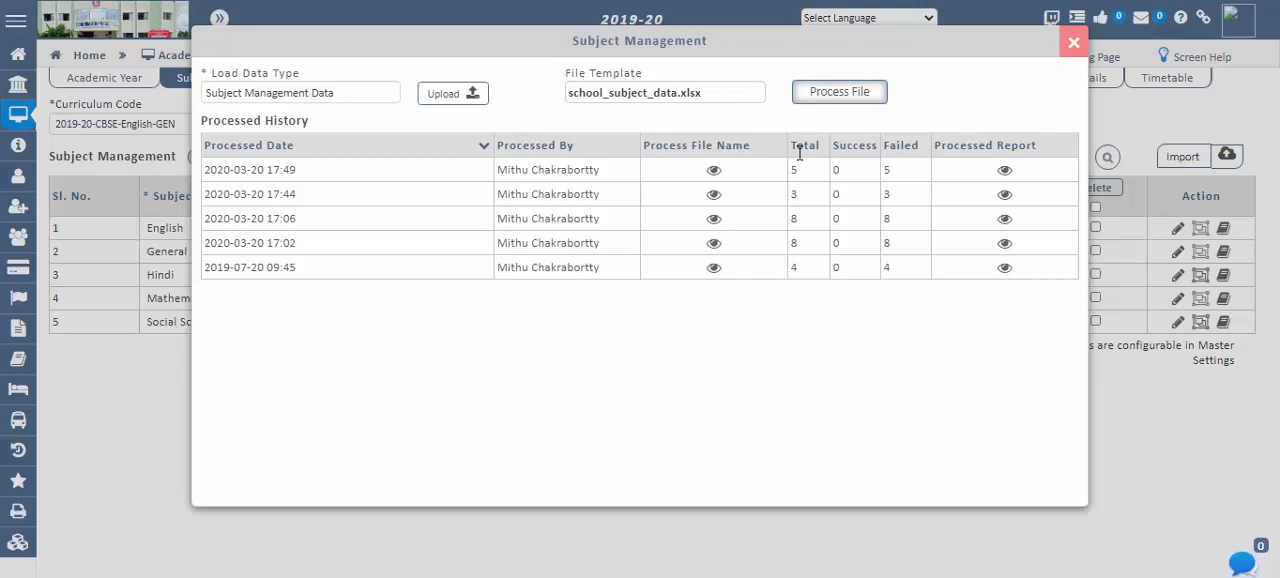 2019-20
Select Language
0
0
Subject Management
Home
Acade
g Page
Screen Help
Academic Year
Su
ails
Timetable
* Load Data Type
File Template
Subject Management Data
Upload
school_subject_data.xlsx
Process File
*Curriculum Code
2019-20-CBSE-English-GEN
Processed History
Processed Date Processed By Process File Name Total Success Failed Processed Report
2020-03-20 17:49 Mithu Chakrabortty 5 0 5
2020-03-20 17:44 Mithu Chakrabortty 3 0 3
2020-03-20 17:06 Mithu Chakrabortty 8 0 8
2020-03-20 17:02 Mithu Chakrabortty 8 0 8
2019-07-20 09:45 Mithu Chakrabortty 4 0 4
Subject Management (
Import
Sl. No. * Subjec
elete
Action
1 English
2 General
3 Hindi
4 Mathem
5 Social Sc
s are configurable in Master
Settings
0